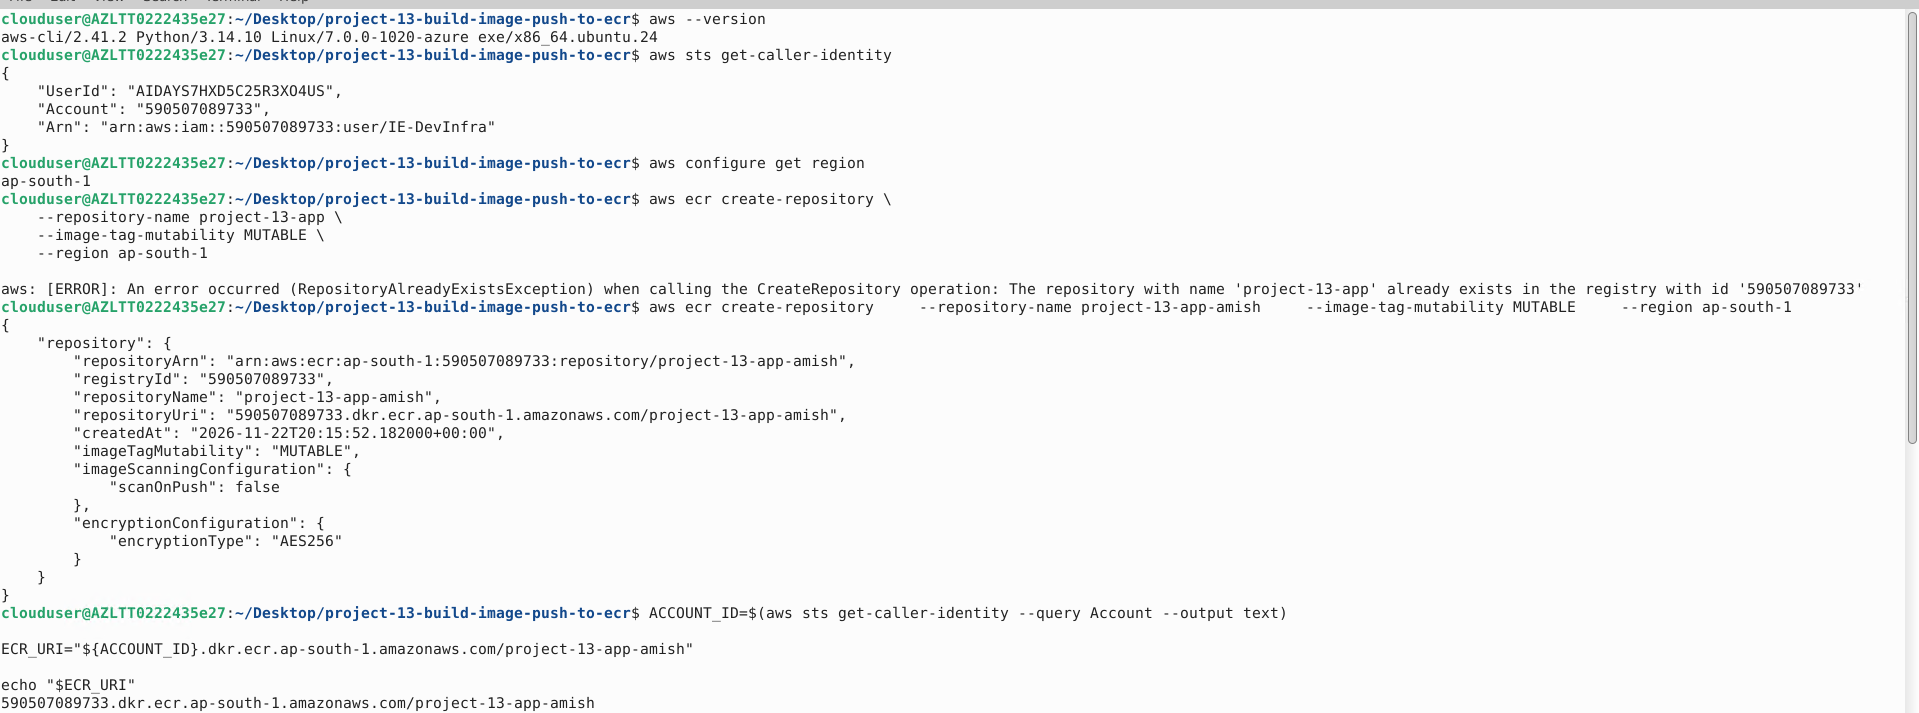 clouduser@AZLTT0222435e27:~/Desktop/project-13-build-image-push-to-ecr$ aws --version
aws-cli/2.41.2 Python/3.14.10 Linux/7.0.0-1020-azure exe/x86_64.ubuntu.24
clouduser@AZLTT0222435e27:~/Desktop/project-13-build-image-push-to-ecr$ aws sts get-caller-identity
{
    "UserId": "AIDAYS7HXD5C25R3XO4US",
    "Account": "590507089733",
    "Arn": "arn:aws:iam::590507089733:user/IE-DevInfra"
}
clouduser@AZLTT0222435e27:~/Desktop/project-13-build-image-push-to-ecr$ aws configure get region
ap-south-1
clouduser@AZLTT0222435e27:~/Desktop/project-13-build-image-push-to-ecr$ aws ecr create-repository \
    --repository-name project-13-app \
    --image-tag-mutability MUTABLE \
    --region ap-south-1
aws: [ERROR]: An error occurred (RepositoryAlreadyExistsException) when calling the CreateRepository operation: The repository with name 'project-13-app' already exists in the registry with id '590507089733'
clouduser@AZLTT0222435e27:~/Desktop/project-13-build-image-push-to-ecr$ aws ecr create-repository     --repository-name project-13-app-amish     --image-tag-mutability MUTABLE     --region ap-south-1
{
    "repository": {
        "repositoryArn": "arn:aws:ecr:ap-south-1:590507089733:repository/project-13-app-amish",
        "registryId": "590507089733",
        "repositoryName": "project-13-app-amish",
        "repositoryUri": "590507089733.dkr.ecr.ap-south-1.amazonaws.com/project-13-app-amish",
        "createdAt": "2026-11-22T20:15:52.182000+00:00",
        "imageTagMutability": "MUTABLE",
        "imageScanningConfiguration": {
            "scanOnPush": false
        },
        "encryptionConfiguration": {
            "encryptionType": "AES256"
        }
    }
}
clouduser@AZLTT0222435e27:~/Desktop/project-13-build-image-push-to-ecr$ ACCOUNT_ID=$(aws sts get-caller-identity --query Account --output text)
ECR_URI="${ACCOUNT_ID}.dkr.ecr.ap-south-1.amazonaws.com/project-13-app-amish"
echo "$ECR_URI"
590507089733.dkr.ecr.ap-south-1.amazonaws.com/project-13-app-amish